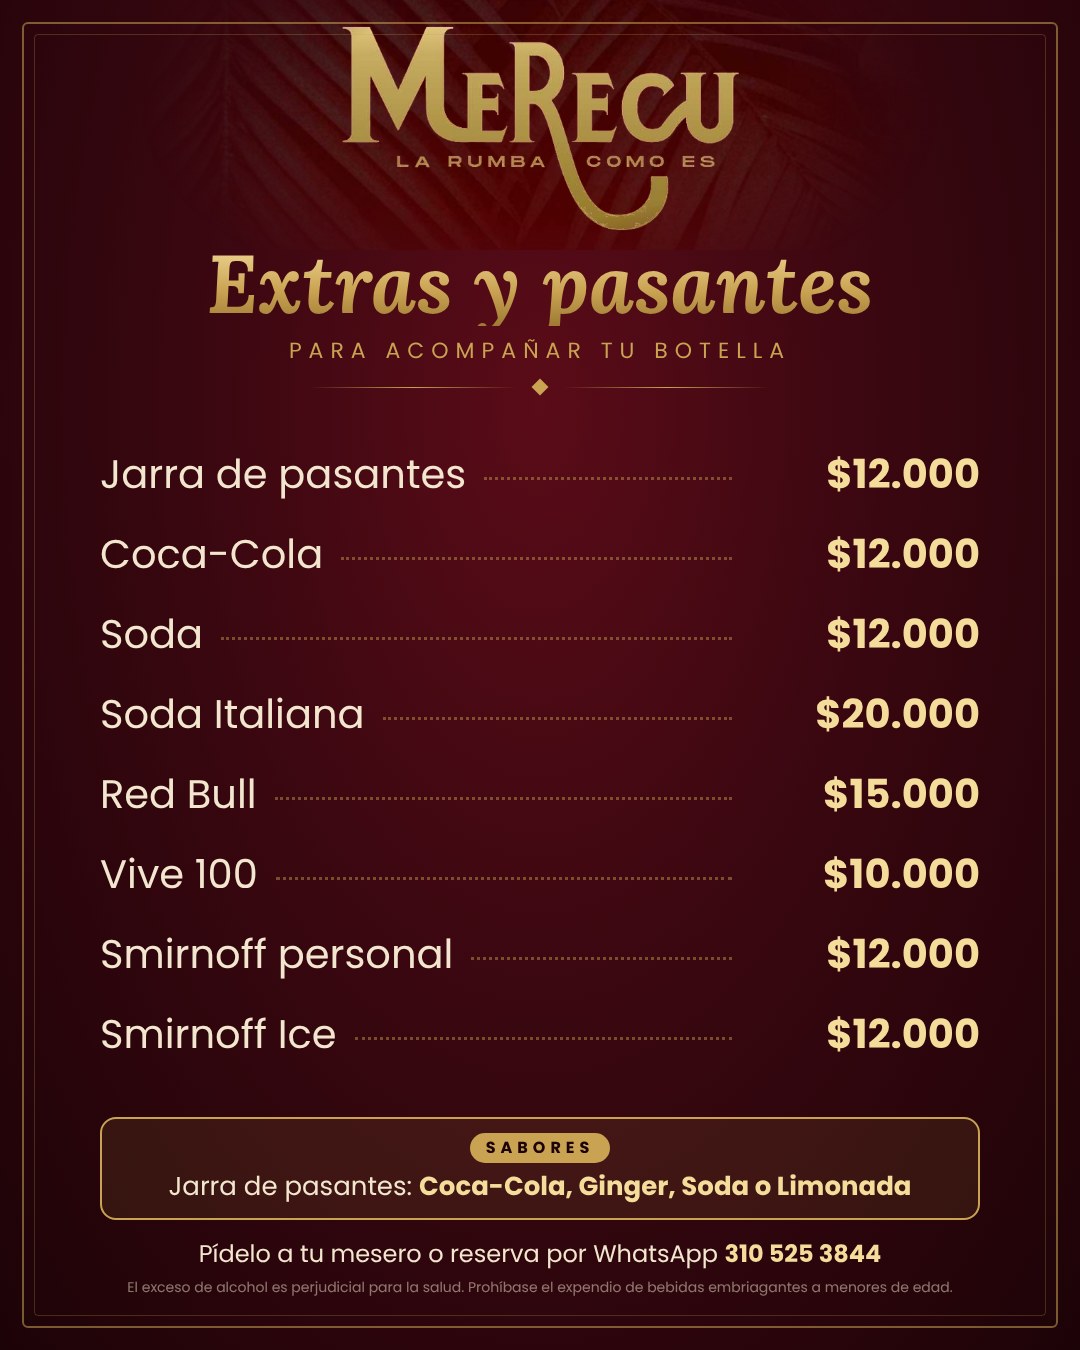 MERECU
LA RUMBA COMO ES
Extras y pasantes
PARA ACOMPAÑAR TU BOTELLA
Jarra de pasantes $12.000
Coca-Cola $12.000
Soda $12.000
Soda Italiana $20.000
Red Bull $15.000
Vive 100 $10.000
Smirnoff personal $12.000
Smirnoff Ice $12.000
SABORES
Jarra de pasantes: Coca-Cola, Ginger, Soda o Limonada
Pídelo a tu mesero o reserva por WhatsApp 310 525 3844
El exceso de alcohol es perjudicial para la salud. Prohíbase el expendio de bebidas embriagantes a menores de edad.